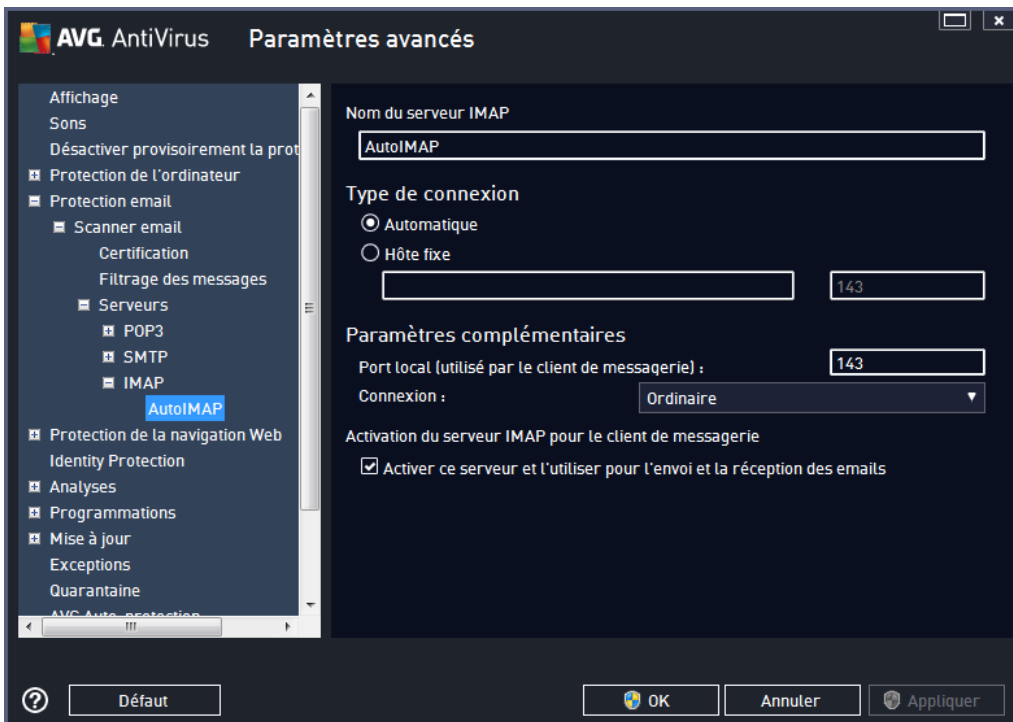 AVG. AntiVirus Paramètres avancés
Affichage
Sons
Désactiver provisoirement la prot
Protection de l'ordinateur
Protection email
Scanner email
Certification
Filtrage des messages
Serveurs
POP3
SMTP
IMAP
AutoIMAP
Protection de la navigation Web
Identity Protection
Analyses
Programmations
Mise à jour
Exceptions
Quarantaine
AVG Auto-protection
Nom du serveur IMAP
AutoIMAP
Type de connexion
Automatique
Hôte fixe
143
Paramètres complémentaires
Port local (utilisé par le client de messagerie) : 143
Connexion : Ordinaire
Activation du serveur IMAP pour le client de messagerie
Activer ce serveur et l'utiliser pour l'envoi et la réception des emails
? Défaut OK Annuler Appliquer